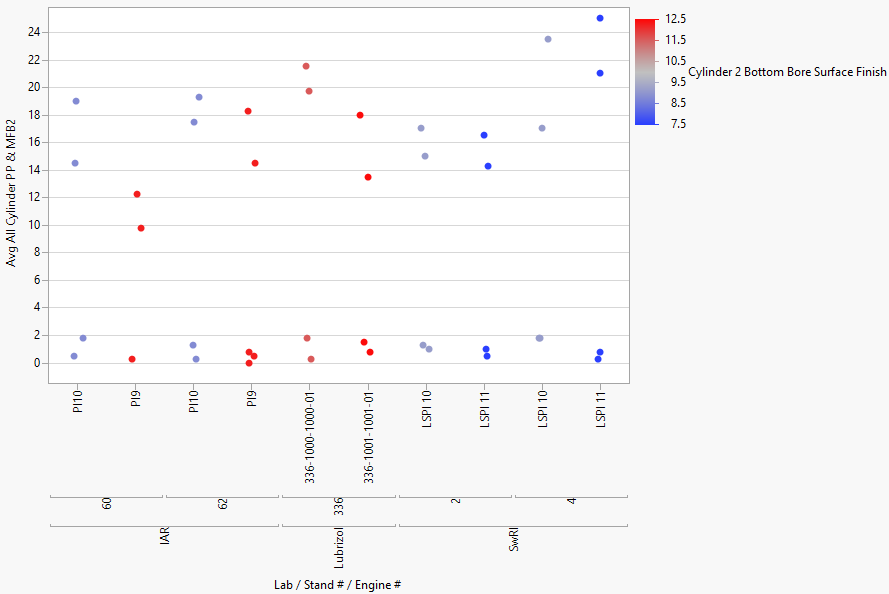 Avg All Cylinder PP & MFB2
24
22
20
18
16
14
12
10
8
6
4
2
0
12.5
11.5
10.5
9.5
8.5
7.5
Cylinder 2 Bottom Bore Surface Finish
PI10
PI9
PI10
PI9
336-1000-1000-01
336-1001-1001-01
LSPI 10
LSPI 11
LSPI 10
LSPI 11
60
62
336
2
4
IAR
Lubrizol
SwRI
Lab / Stand # / Engine #